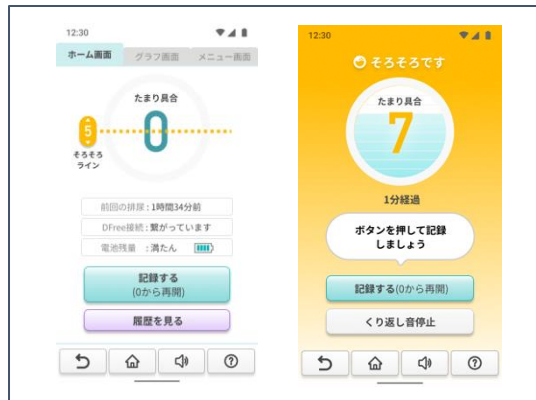 12:30
ホーム画面
グラフ画面
メニュー画面
たまり具合
5
0
そろそろ
ライン
前回の排尿：1時間34分前
DFree接続：繋がっています
電池残量 ：満たん
記録する
(0から再開)
履歴を見る
?
12:30
そろそろです
たまり具合
7
1分経過
ボタンを押して記録
しましょう
記録する(0から再開)
くり返し音停止
?